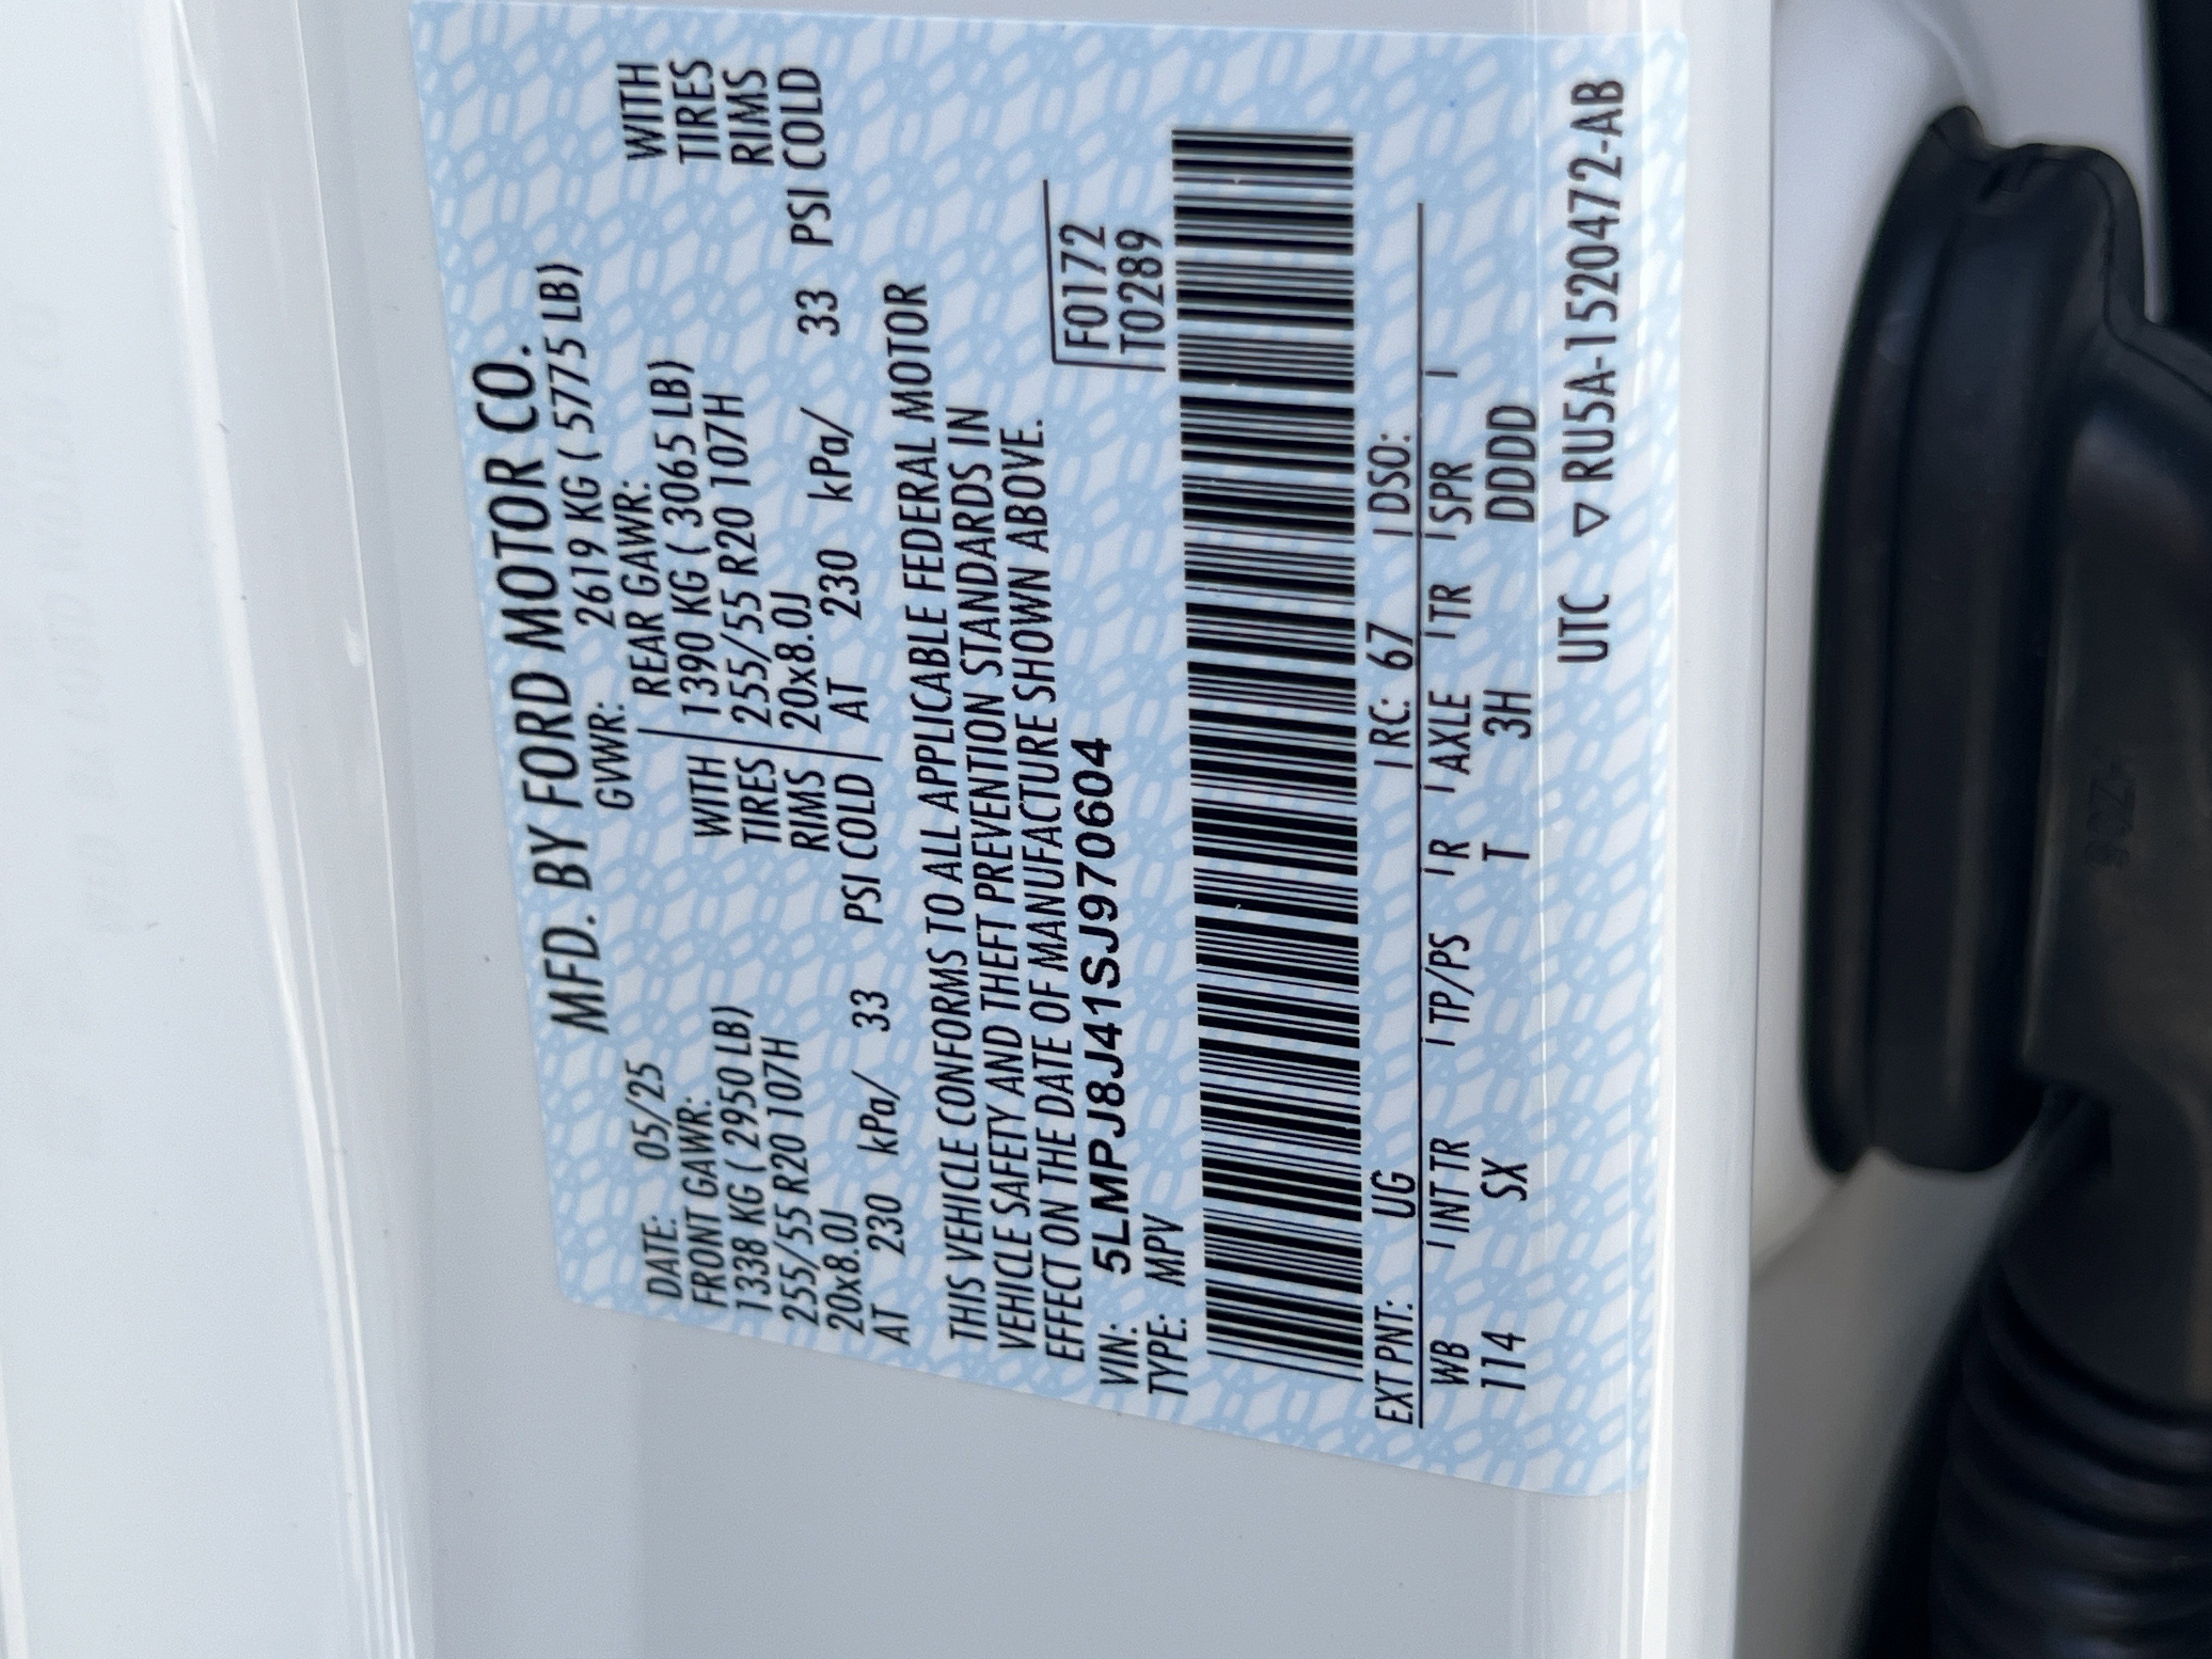 MFD. BY FORD MOTOR CO.
DATE: 05/25 GVWR: 2619 KG ( 5775 LB)
FRONT GAWR: REAR GAWR:
1338 KG ( 2950 LB) WITH 1390 KG ( 3065 LB) WITH
255/55 R20 107H TIRES 255/55 R20 107H TIRES
20x8.0J RIMS 20x8.0J RIMS
AT 230 kPa/ 33 PSI COLD AT 230 kPa/ 33 PSI COLD
THIS VEHICLE CONFORMS TO ALL APPLICABLE FEDERAL MOTOR
VEHICLE SAFETY AND THEFT PREVENTION STANDARDS IN
EFFECT ON THE DATE OF MANUFACTURE SHOWN ABOVE.
VIN: 5LMPJ8J41SJ970604 F0172
TYPE: MPV T0289
EXT PNT: UG RC: 67 DSO:
WB INT TR TP/PS R AXLE TR SPR
114 SX T 3H DDDD
UTC ▽ RU5A-1520472-AB